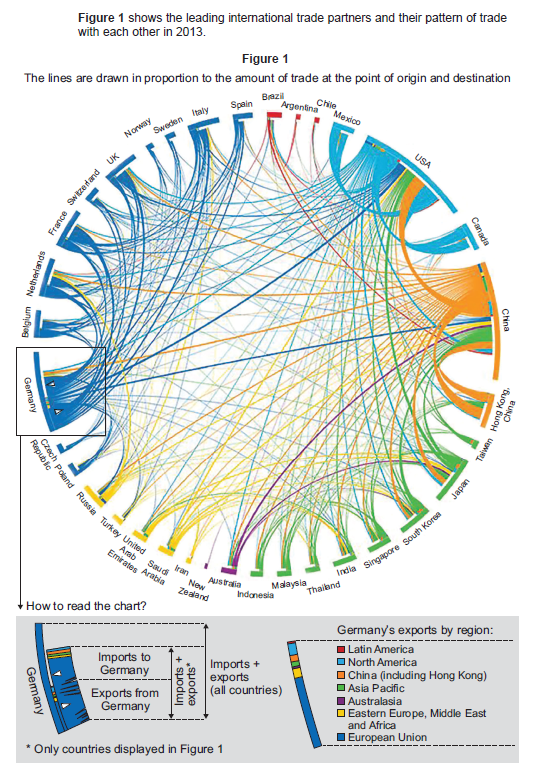 Figure 1 shows the leading international trade partners and their pattern of trade
with each other in 2013.
Figure 1
The lines are drawn in proportion to the amount of trade at the point of origin and destination
Brazil
Argentina
Chile
Mexico
USA
Canada
China
Hong Kong,
China
Taiwan
Japan
South Korea
Singapore
India
Thailand
Malaysia
Indonesia
Australia
New
Zealand
Iran
Saudi
Arabia
United
Arab
Emirates
Turkey
Russia
Poland
Czech
Republic
Germany
Belgium
Netherlands
France
Switzerland
UK
Norway
Sweden
Italy
Spain
How to read the chart?
Germany
Imports to
Germany
Exports from
Germany
Imports +
exports*
Imports +
exports
(all countries)
* Only countries displayed in Figure 1
Germany's exports by region:
Latin America
North America
China (including Hong Kong)
Asia Pacific
Australasia
Eastern Europe, Middle East
and Africa
European Union